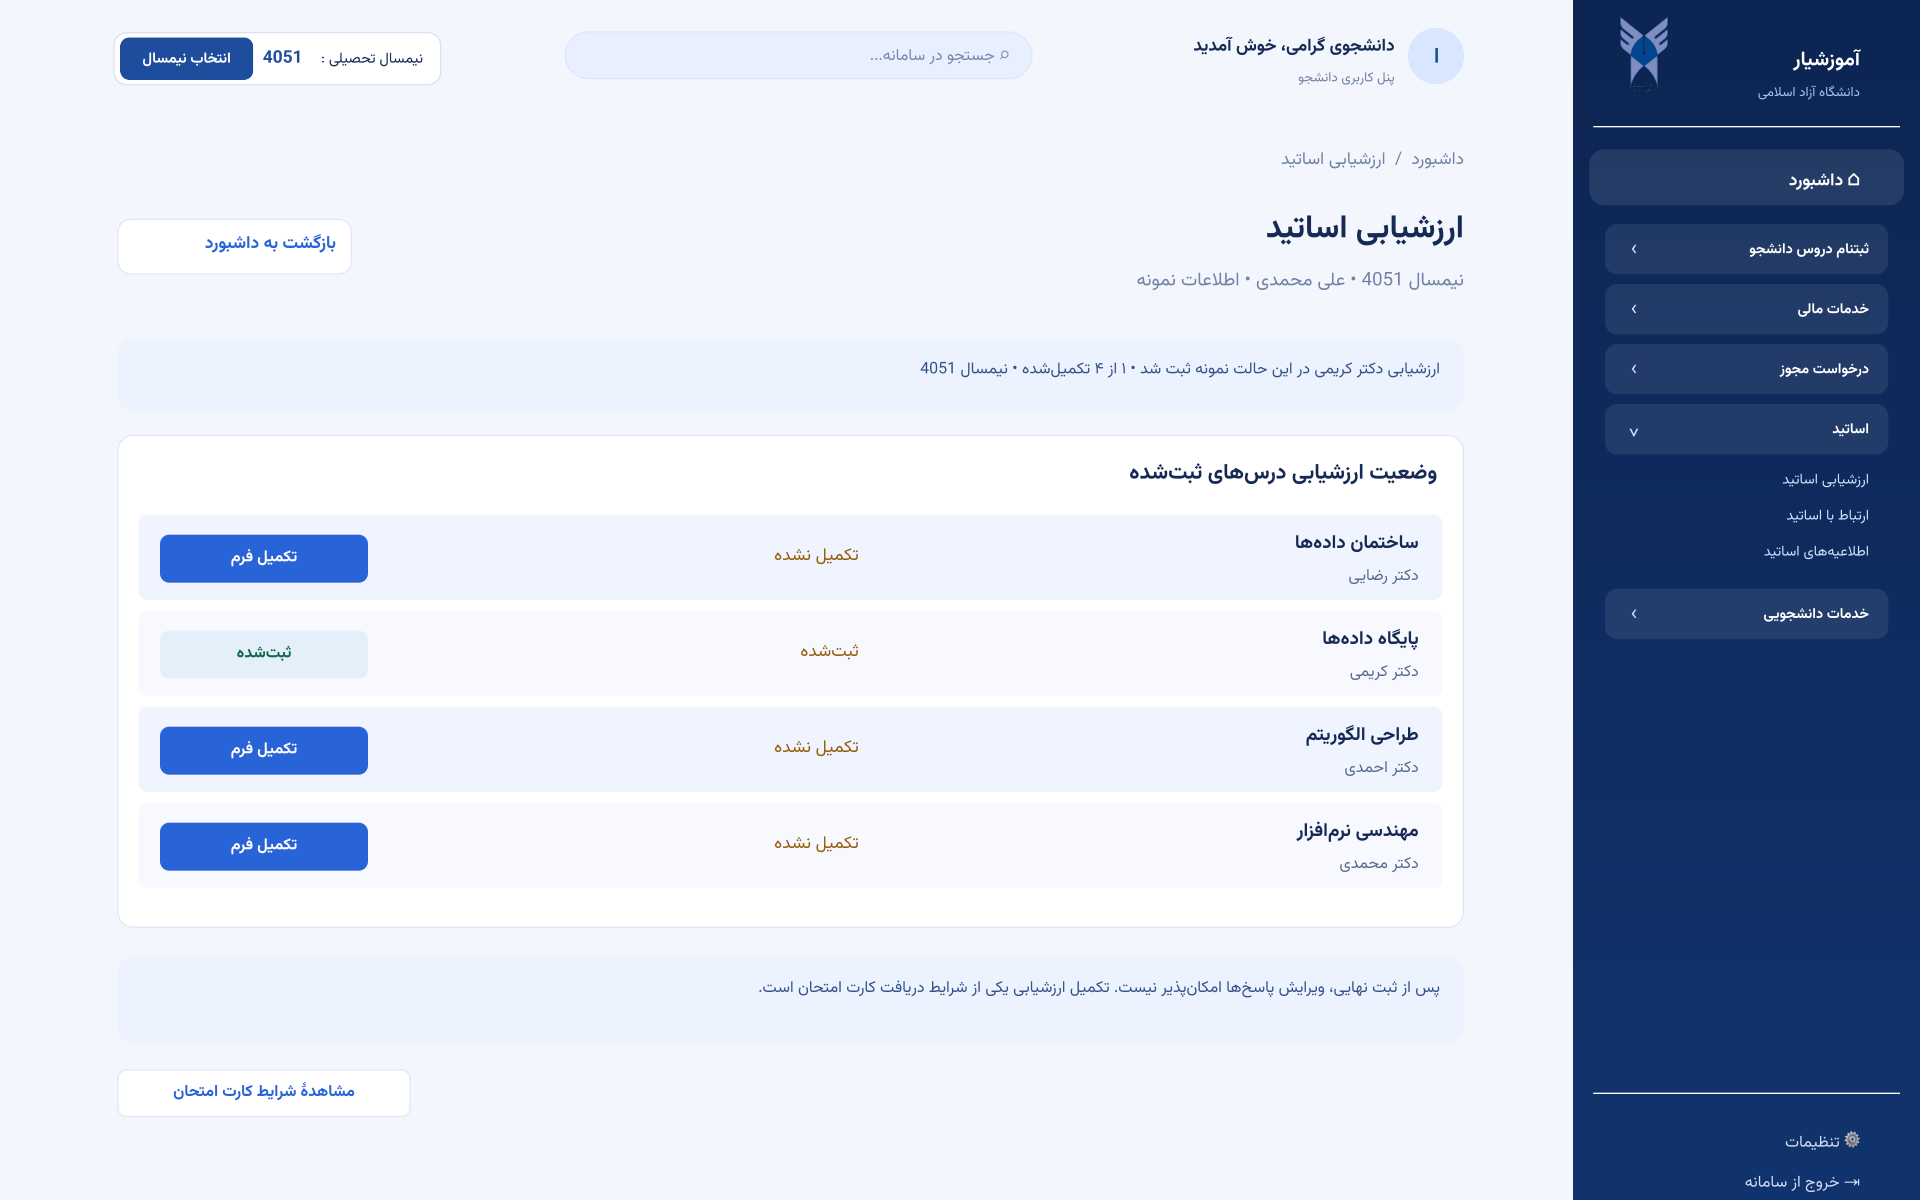 آموزشیار
دانشگاه آزاد اسلامی
داشبورد
ثبتنام دروس دانشجو
خدمات مالی
درخواست مجوز
اساتید
ارزشیابی اساتید
ارتباط با اساتید
اطلاعیه‌های اساتید
خدمات دانشجویی
تنظیمات
خروج از سامانه
ا
دانشجوی گرامی، خوش آمدید
پنل کاربری دانشجو
جستجو در سامانه...
نیمسال تحصیلی : 4051 انتخاب نیمسال
داشبورد / ارزشیابی اساتید
ارزشیابی اساتید
نیمسال 4051 • علی محمدی • اطلاعات نمونه
بازگشت به داشبورد
ارزشیابی دکتر کریمی در این حالت نمونه ثبت شد • ۱ از ۴ تکمیل‌شده • نیمسال 4051
وضعیت ارزشیابی درس‌های ثبت‌شده
ساختمان داده‌ها
دکتر رضایی
تکمیل نشده
تکمیل فرم
پایگاه داده‌ها
دکتر کریمی
ثبت‌شده
ثبت‌شده
طراحی الگوریتم
دکتر احمدی
تکمیل نشده
تکمیل فرم
مهندسی نرم‌افزار
دکتر محمدی
تکمیل نشده
تکمیل فرم
پس از ثبت نهایی، ویرایش پاسخ‌ها امکان‌پذیر نیست. تکمیل ارزشیابی یکی از شرایط دریافت کارت امتحان است.
مشاهدهٔ شرایط کارت امتحان